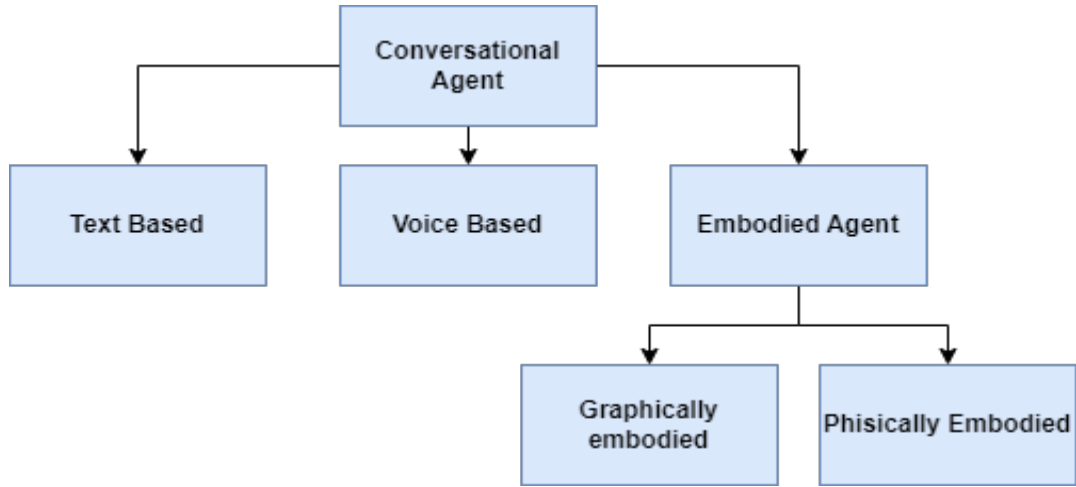 Conversational
Agent
Text Based
Voice Based
Embodied Agent
Graphically
embodied
Phisically Embodied